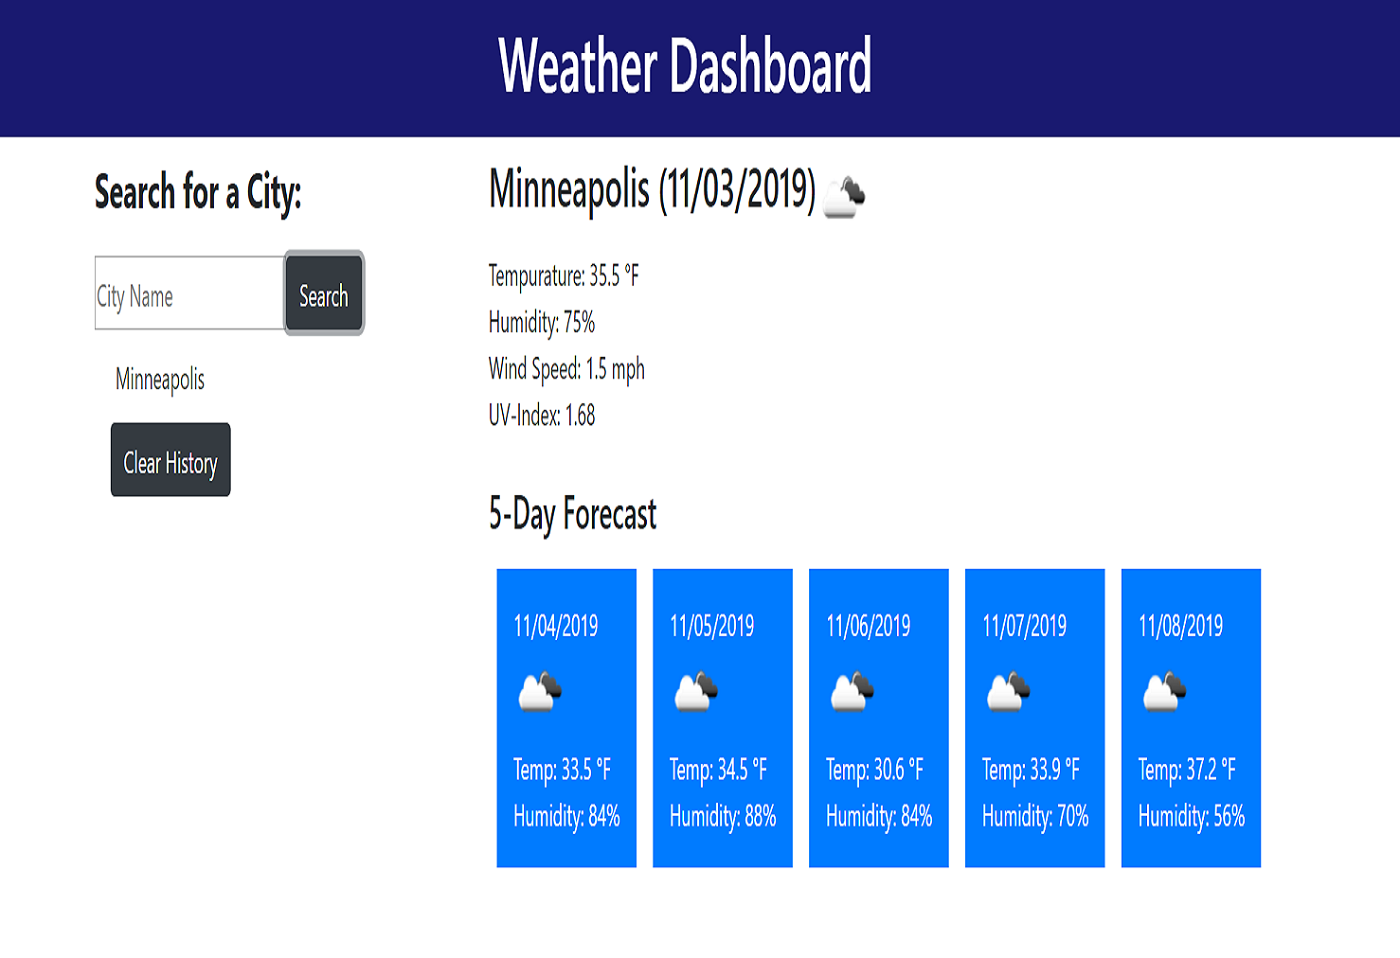 Weather Dashboard
Search for a City:
City Name
Search
Minneapolis
Clear History
Minneapolis (11/03/2019)
Tempurature: 35.5 °F
Humidity: 75%
Wind Speed: 1.5 mph
UV-Index: 1.68
5-Day Forecast
11/04/2019
Temp: 33.5 °F
Humidity: 84%
11/05/2019
Temp: 34.5 °F
Humidity: 88%
11/06/2019
Temp: 30.6 °F
Humidity: 84%
11/07/2019
Temp: 33.9 °F
Humidity: 70%
11/08/2019
Temp: 37.2 °F
Humidity: 56%